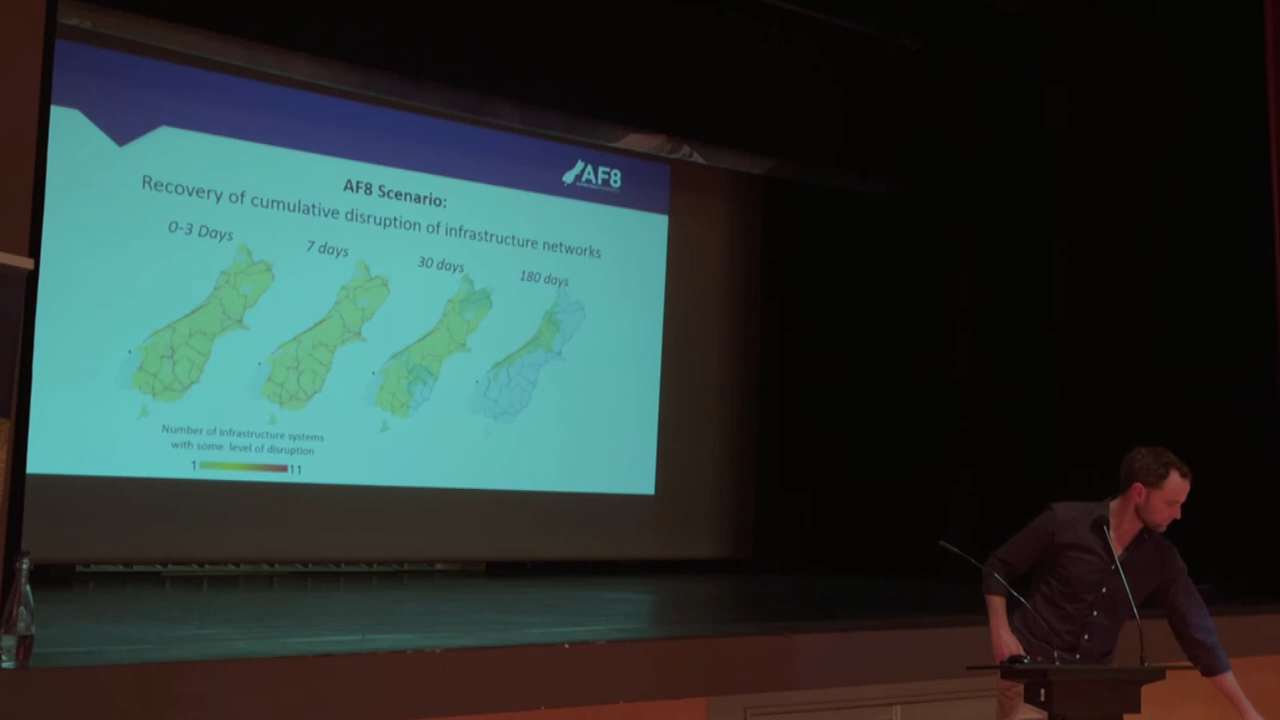 AF8
AF8 Scenario:
Recovery of cumulative disruption of infrastructure networks
0-3 Days
7 days
30 days
180 days
Number of infrastructure systems
with some level of disruption
1
11